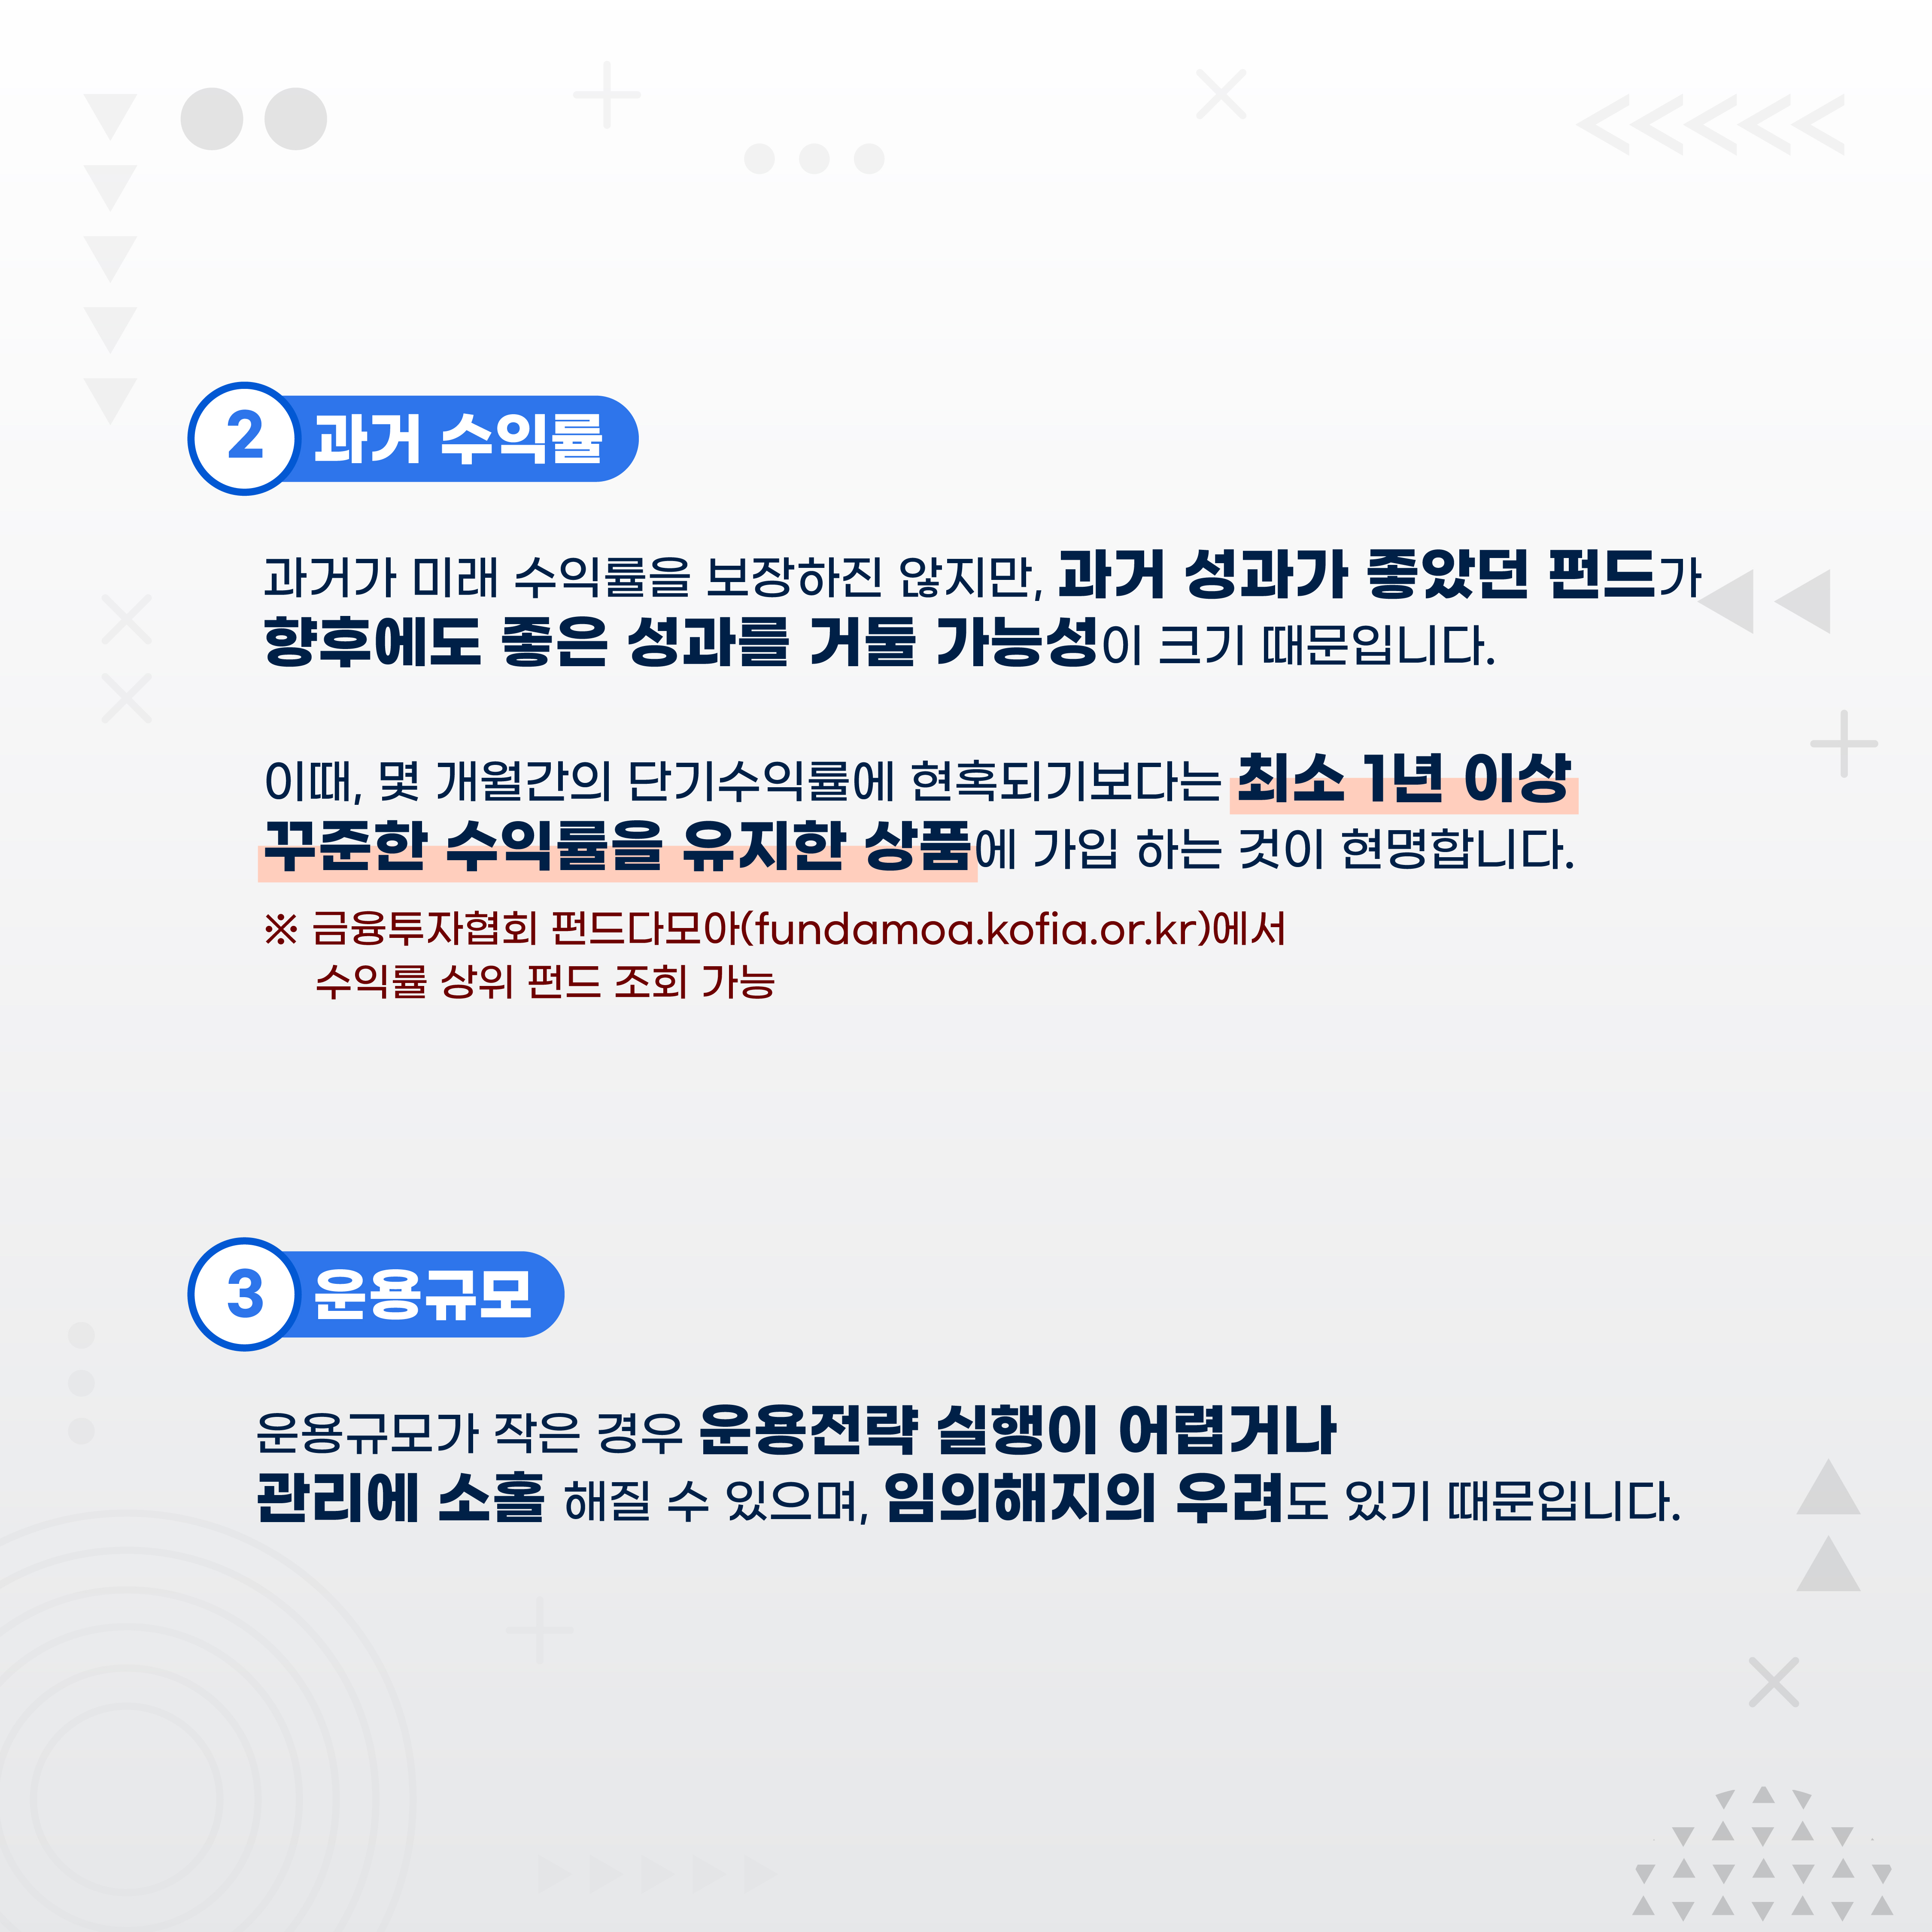 2 과거 수익률
과거가 미래 수익률을 보장하진 않지만, 과거 성과가 좋았던 펀드가
향후에도 좋은 성과를 거둘 가능성이 크기 때문입니다.
이때, 몇 개월간의 단기수익률에 현혹되기보다는 최소 1년 이상
꾸준한 수익률을 유지한 상품에 가입 하는 것이 현명합니다.
※ 금융투자협회 펀드다모아(fundamoa.kofia.or.kr)에서
수익률 상위 펀드 조회 가능
3 운용규모
운용규모가 작은 경우 운용전략 실행이 어렵거나
관리에 소홀 해질 수 있으며, 임의해지의 우려도 있기 때문입니다.